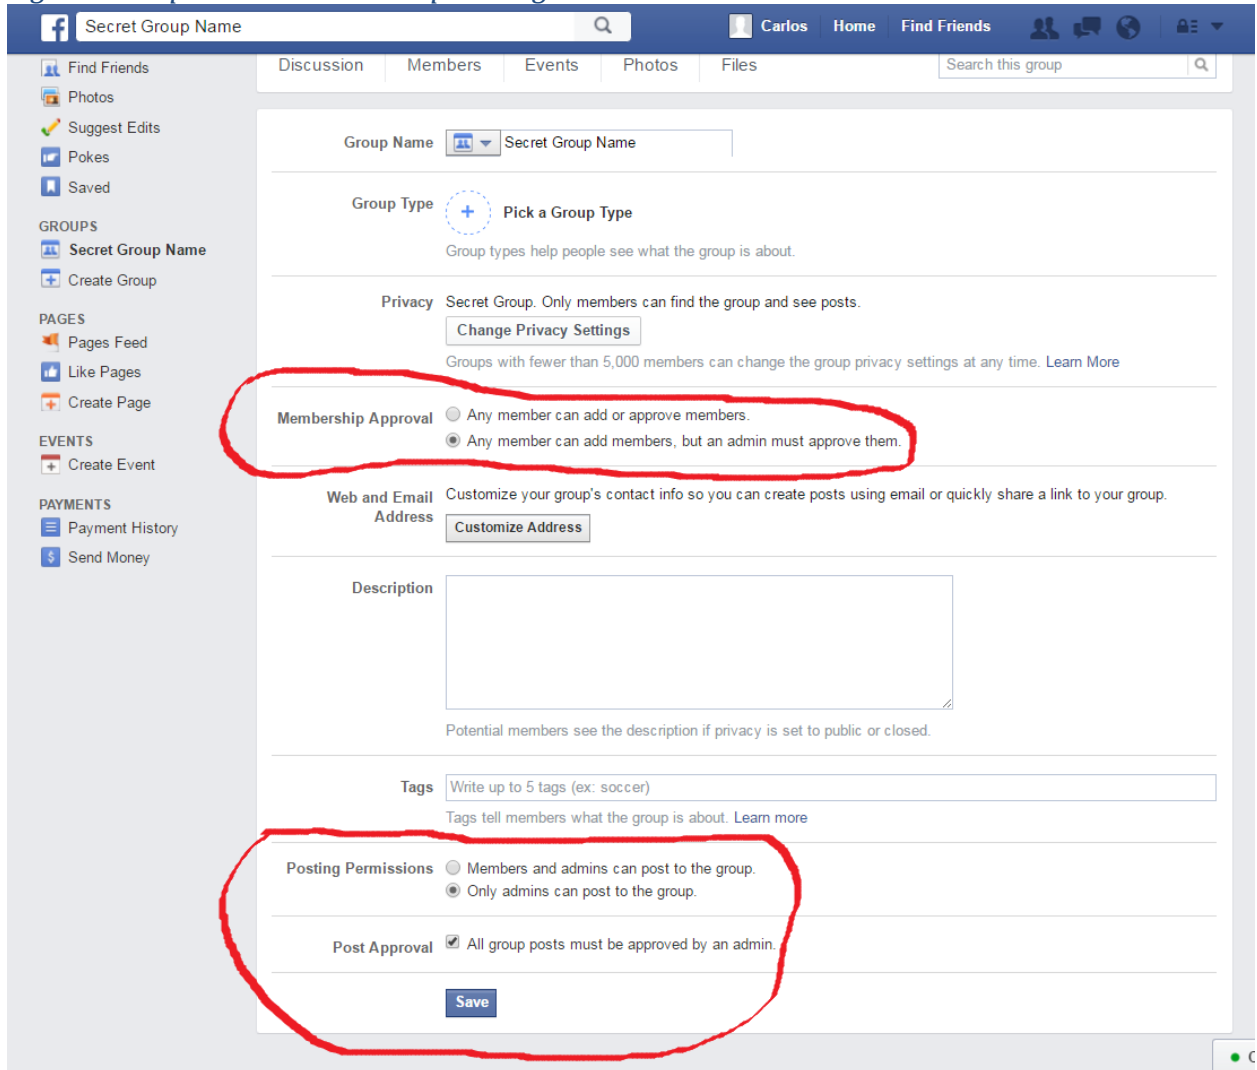 Secret Group Name
Carlos Home Find Friends
Find Friends
Photos
Suggest Edits
Pokes
Saved
GROUPS
Secret Group Name
Create Group
PAGES
Pages Feed
Like Pages
Create Page
EVENTS
Create Event
PAYMENTS
Payment History
Send Money
Discussion Members Events Photos Files Search this group
Group Name Secret Group Name
Group Type Pick a Group Type
Group types help people see what the group is about.
Privacy Secret Group. Only members can find the group and see posts.
Change Privacy Settings
Groups with fewer than 5,000 members can change the group privacy settings at any time. Learn More
Membership Approval Any member can add or approve members.
Any member can add members, but an admin must approve them.
Web and Email Address Customize your group's contact info so you can create posts using email or quickly share a link to your group.
Customize Address
Description
Potential members see the description if privacy is set to public or closed.
Tags Write up to 5 tags (ex: soccer)
Tags tell members what the group is about. Learn more
Posting Permissions Members and admins can post to the group.
Only admins can post to the group.
Post Approval All group posts must be approved by an admin.
Save